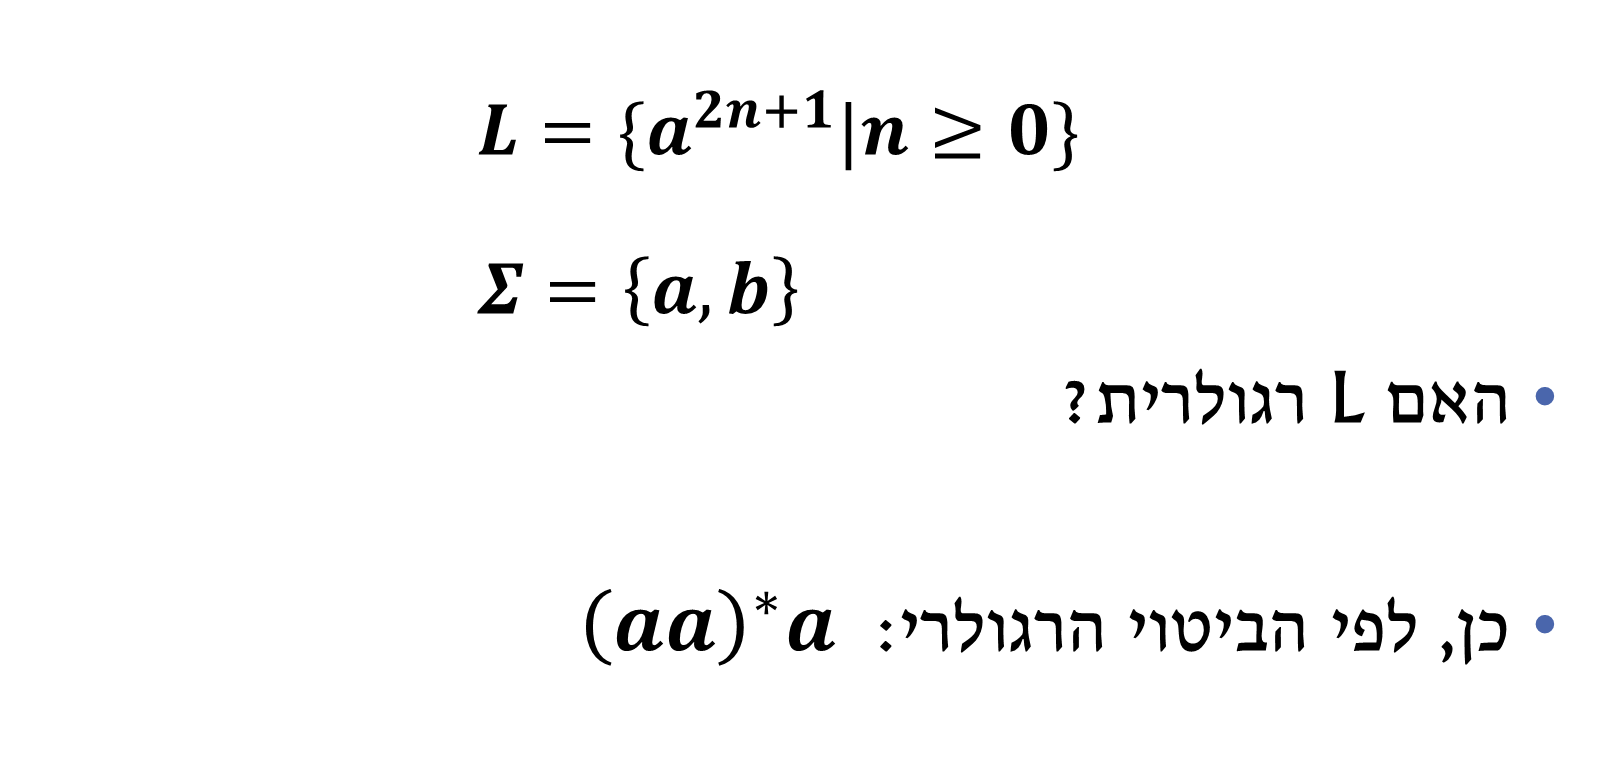 L = {a^{2n+1}|n ≥ 0}
Σ = {a, b}
• האם L רגולרית?
• כן, לפי הביטוי הרגולרי: (aa)^*a